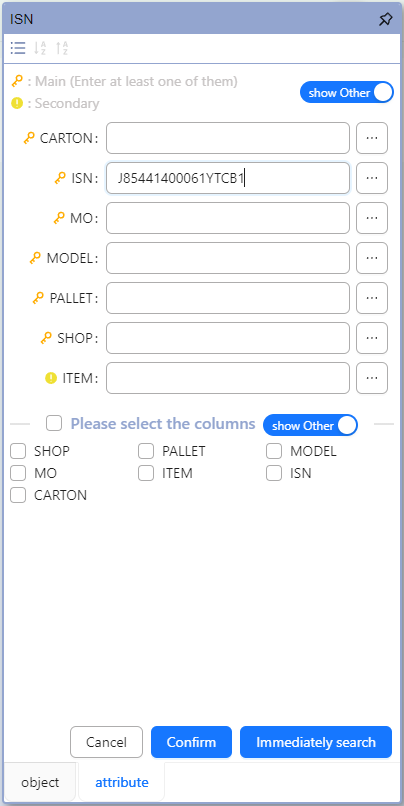 ISN
: Main (Enter at least one of them)
: Secondary
show Other
CARTON :
ISN : J85441400061YTCB1
MO :
MODEL :
PALLET :
SHOP :
ITEM :
Please select the columns show Other
SHOP PALLET MODEL
MO ITEM ISN
CARTON
Cancel Confirm Immediately search
object attribute